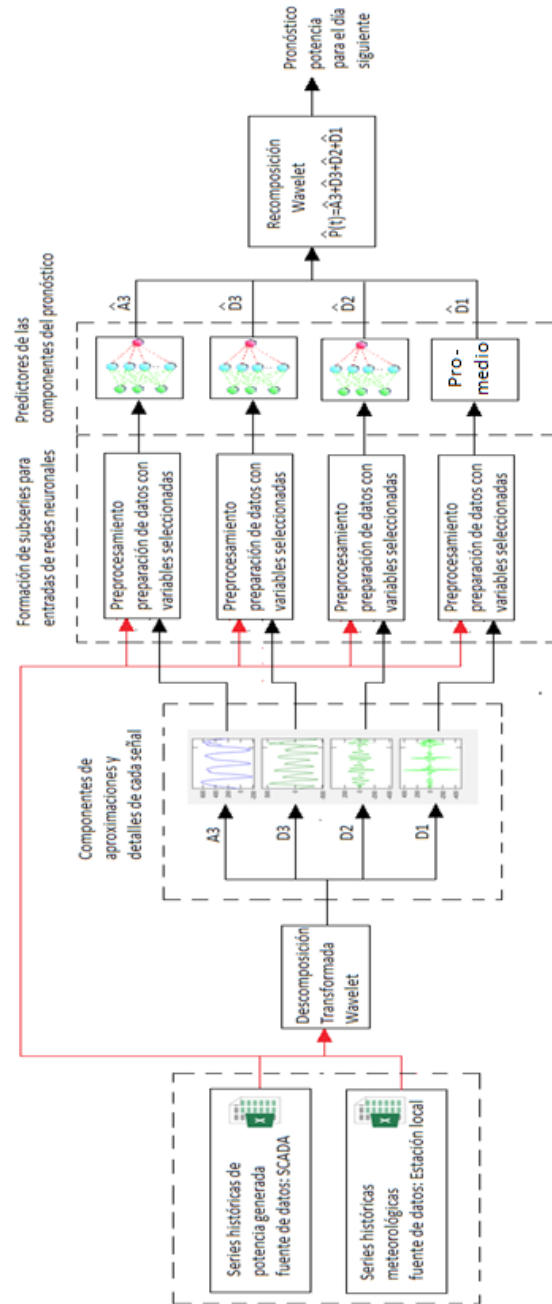 Series históricas de
potencia generada
fuente de datos: SCADA
Series históricas
meteorológicas
fuente de datos: Estación local
Descomposición
Transformada
Wavelet
Componentes de
aproximaciones y
detalles de cada señal
A3
D3
D2
D1
Formación de subseries para
entradas de redes neuronales
Preprocesamiento
preparación de datos con
variables seleccionadas
Preprocesamiento
preparación de datos con
variables seleccionadas
Preprocesamiento
preparación de datos con
variables seleccionadas
Preprocesamiento
preparación de datos con
variables seleccionadas
Predictores de las
componentes del pronóstico
Pro-
medio
Â3
D̂3
D̂2
D̂1
Recomposición
Wavelet
P̂(t)=Â3+D̂3+D̂2+D̂1
Pronóstico
potencia
para el día
siguiente